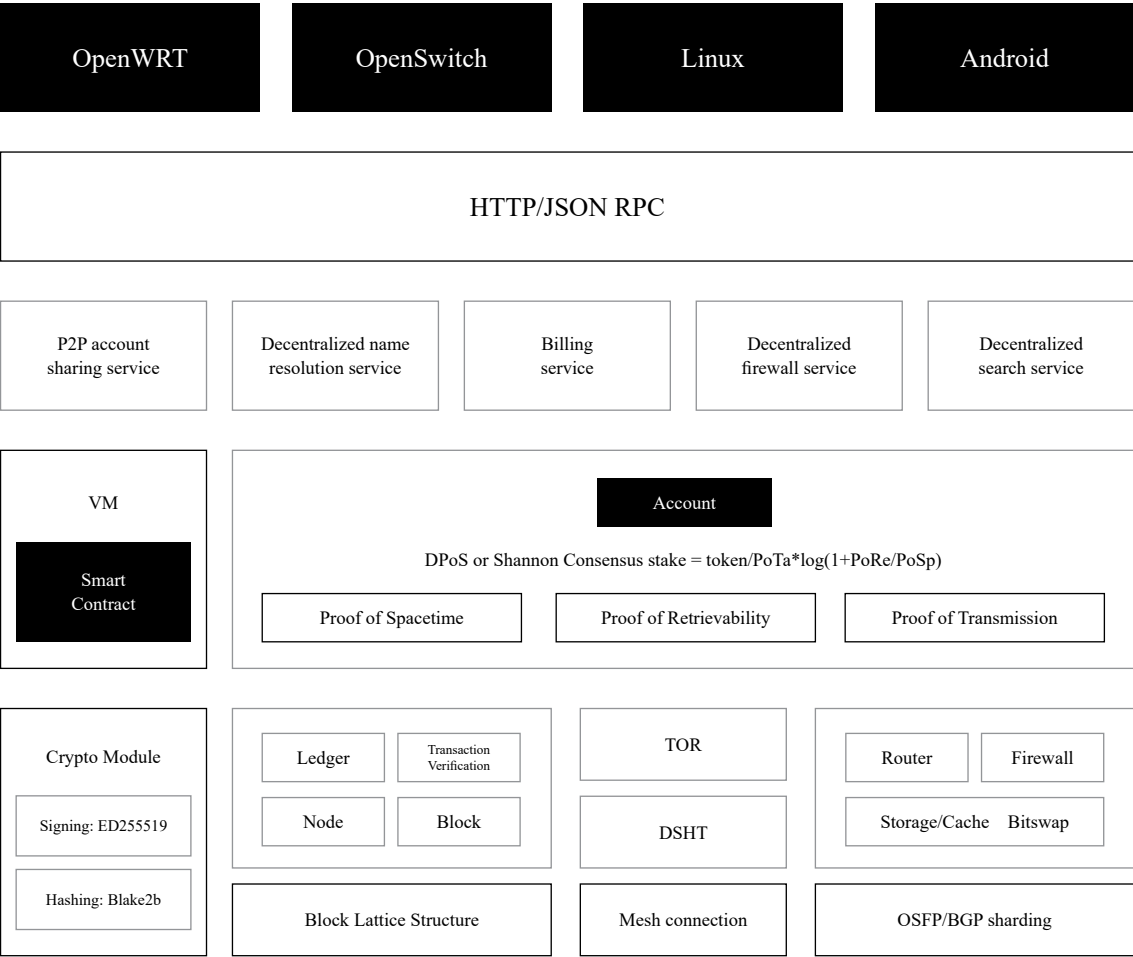 OpenWRT
OpenSwitch
Linux
Android
HTTP/JSON RPC
P2P account
sharing service
Decentralized name
resolution service
Billing
service
Decentralized
firewall service
Decentralized
search service
VM
Smart
Contract
Account
DPoS or Shannon Consensus stake = token/PoTa*log(1+PoRe/PoSp)
Proof of Spacetime
Proof of Retrievability
Proof of Transmission
Crypto Module
Signing: ED255519
Hashing: Blake2b
Ledger
Transaction
Verification
Node
Block
Block Lattice Structure
TOR
DSHT
Mesh connection
Router
Firewall
Storage/Cache Bitswap
OSFP/BGP sharding